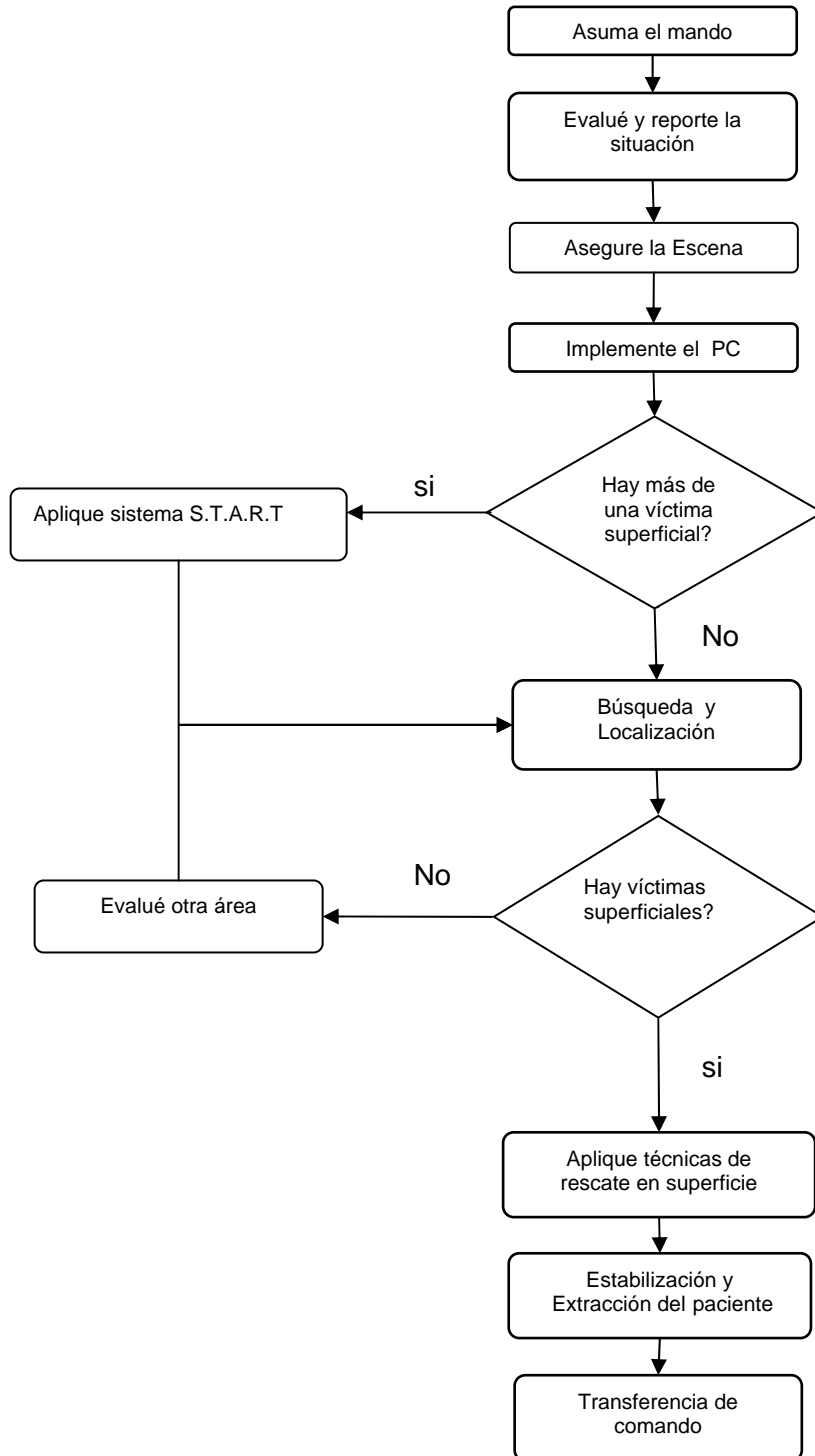 Asuma el mando
Evalué y reporte la
situación
Asegure la Escena
Implemente el PC
Hay más de
una víctima
superficial?
si
Aplique sistema S.T.A.R.T
No
Búsqueda y
Localización
Hay víctimas
superficiales?
No
Evalué otra área
si
Aplique técnicas de
rescate en superficie
Estabilización y
Extracción del paciente
Transferencia de
comando